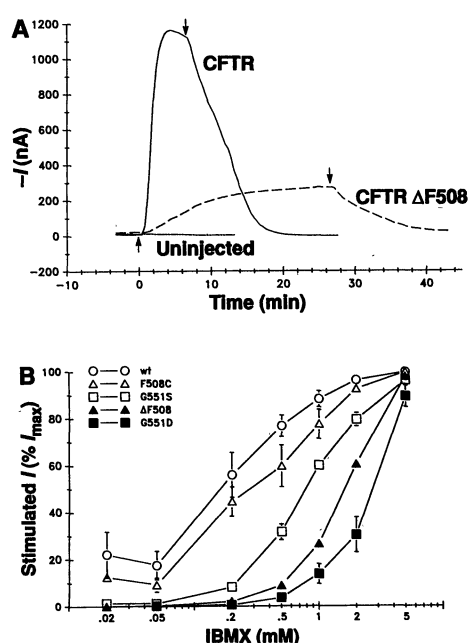 A
1200
1000
800
600
400
200
0
−200
−I (nA)
CFTR
CFTR ΔF508
Uninjected
−10 0 10 20 30 40
Time (min)
B
100
80
60
40
20
0
Stimulated I (% Imax)
wt
F508C
G551S
ΔF508
G551D
.02 .05 .2 .5 1 2 5
IBMX (mM)